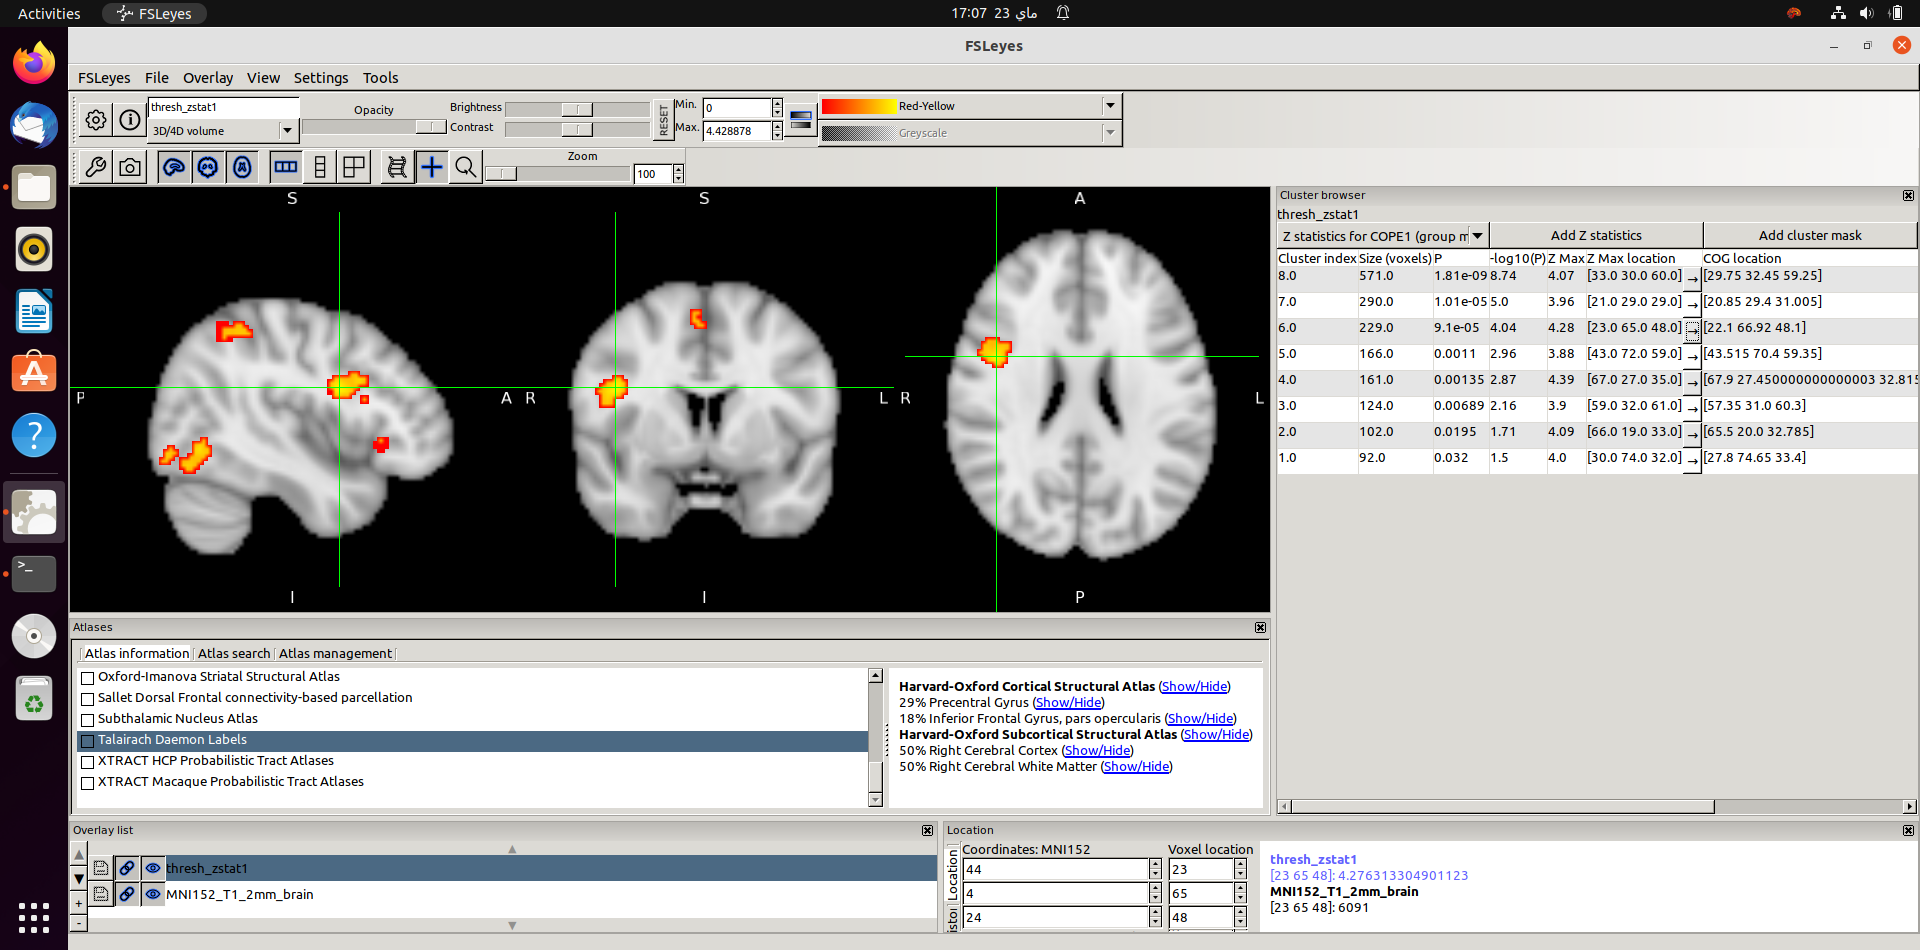 Activities FSLeyes 17:07 23 ماي
FSLeyes
FSLeyes File Overlay View Settings Tools
thresh_zstat1
3D/4D volume
Opacity
Brightness
Contrast
RESET
Min. 0
Max. 4.428878
Red-Yellow
Greyscale
Zoom
100
S S A
P A R L R L
I I P
Cluster browser
thresh_zstat1
Z statistics for COPE1 (group m Add Z statistics Add cluster mask
Cluster index Size (voxels) P -log10(P) Z Max Z Max location COG location
8.0 571.0 1.81e-09 8.74 4.07 [33.0 30.0 60.0] → [29.75 32.45 59.25]
7.0 290.0 1.01e-05 5.0 3.96 [21.0 29.0 29.0] → [20.85 29.4 31.005]
6.0 229.0 9.1e-05 4.04 4.28 [23.0 65.0 48.0] → [22.1 66.92 48.1]
5.0 166.0 0.0011 2.96 3.88 [43.0 72.0 59.0] → [43.515 70.4 59.35]
4.0 161.0 0.00135 2.87 4.39 [67.0 27.0 35.0] → [67.9 27.450000000000003 32.815
3.0 124.0 0.00689 2.16 3.9 [59.0 32.0 61.0] → [57.35 31.0 60.3]
2.0 102.0 0.0195 1.71 4.09 [66.0 19.0 33.0] → [65.5 20.0 32.785]
1.0 92.0 0.032 1.5 4.0 [30.0 74.0 32.0] → [27.8 74.65 33.4]
Atlases
Atlas information Atlas search Atlas management
Oxford-Imanova Striatal Structural Atlas
Sallet Dorsal Frontal connectivity-based parcellation
Subthalamic Nucleus Atlas
Talairach Daemon Labels
XTRACT HCP Probabilistic Tract Atlases
XTRACT Macaque Probabilistic Tract Atlases
Harvard-Oxford Cortical Structural Atlas (Show/Hide)
29% Precentral Gyrus (Show/Hide)
18% Inferior Frontal Gyrus, pars opercularis (Show/Hide)
Harvard-Oxford Subcortical Structural Atlas (Show/Hide)
50% Right Cerebral Cortex (Show/Hide)
50% Right Cerebral White Matter (Show/Hide)
Overlay list
thresh_zstat1
MNI152_T1_2mm_brain
Location
Location
Coordinates: MNI152 Voxel location
44 23
4 65
24 48
thresh_zstat1
[23 65 48]: 4.276313304901123
MNI152_T1_2mm_brain
[23 65 48]: 6091